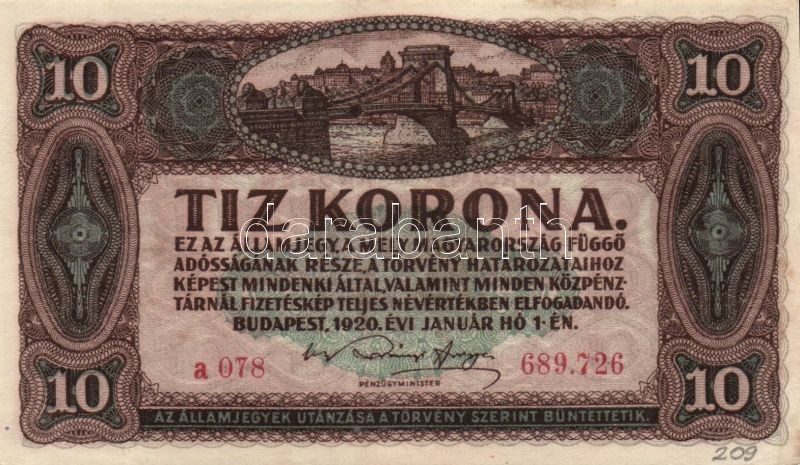 10 10
TIZ KORONA.
darabanth
EZ AZ ÁLLAMJEGY, A MELY MAGYARORSZÁG FÜGGŐ
ADÓSSÁGÁNAK RÉSZE, A TÖRVÉNY HATÁROZATAIHOZ
KÉPEST MINDENKI ÁLTAL, VALAMINT MINDEN KÖZPÉNZ-
TÁRNÁL FIZETÉSKÉP TELJES NÉVÉRTÉKBEN ELFOGADANDÓ.
BUDAPEST, 1920. ÉVI JANUÁR HÓ 1-ÉN.
a 078 689.726
PÉNZÜGYMINISTER
10 10
AZ ÁLLAMJEGYEK UTÁNZÁSA A TÖRVÉNY SZERINT BÜNTETTETIK.
209